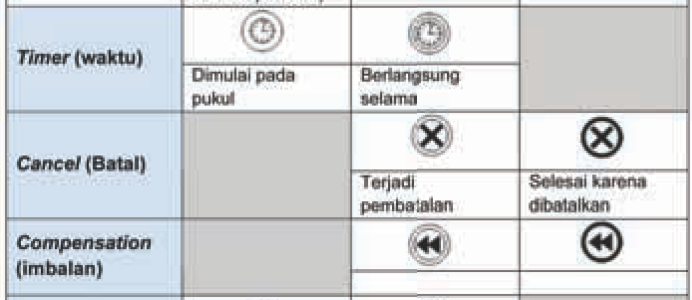 Timer (waktu)
Dimulai pada
pukul
Berlangsung
selama
Cancel (Batal)
Terjadi
pembatalan
Selesai karena
dibatalkan
Compensation
(imbalan)